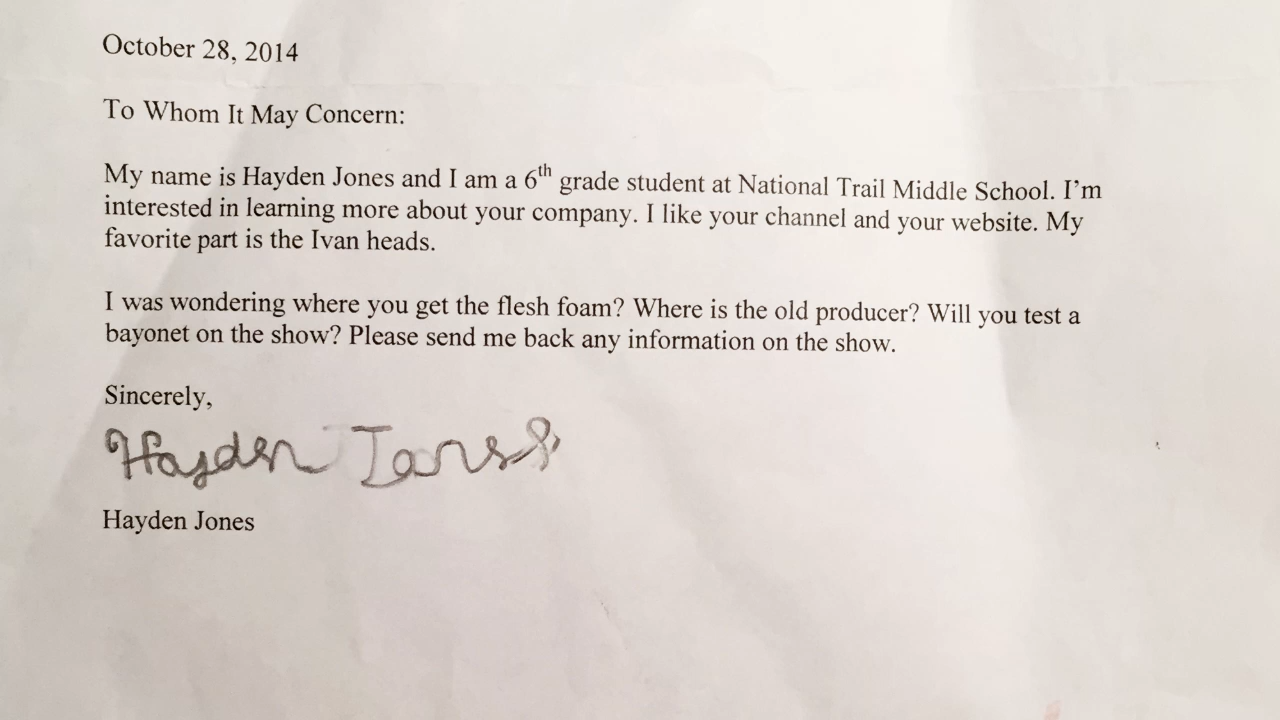 October 28, 2014
To Whom It May Concern:
My name is Hayden Jones and I am a 6th grade student at National Trail Middle School. I'm
interested in learning more about your company. I like your channel and your website. My
favorite part is the Ivan heads.
I was wondering where you get the flesh foam? Where is the old producer? Will you test a
bayonet on the show? Please send me back any information on the show.
Sincerely,
Hayden Jones
Hayden Jones